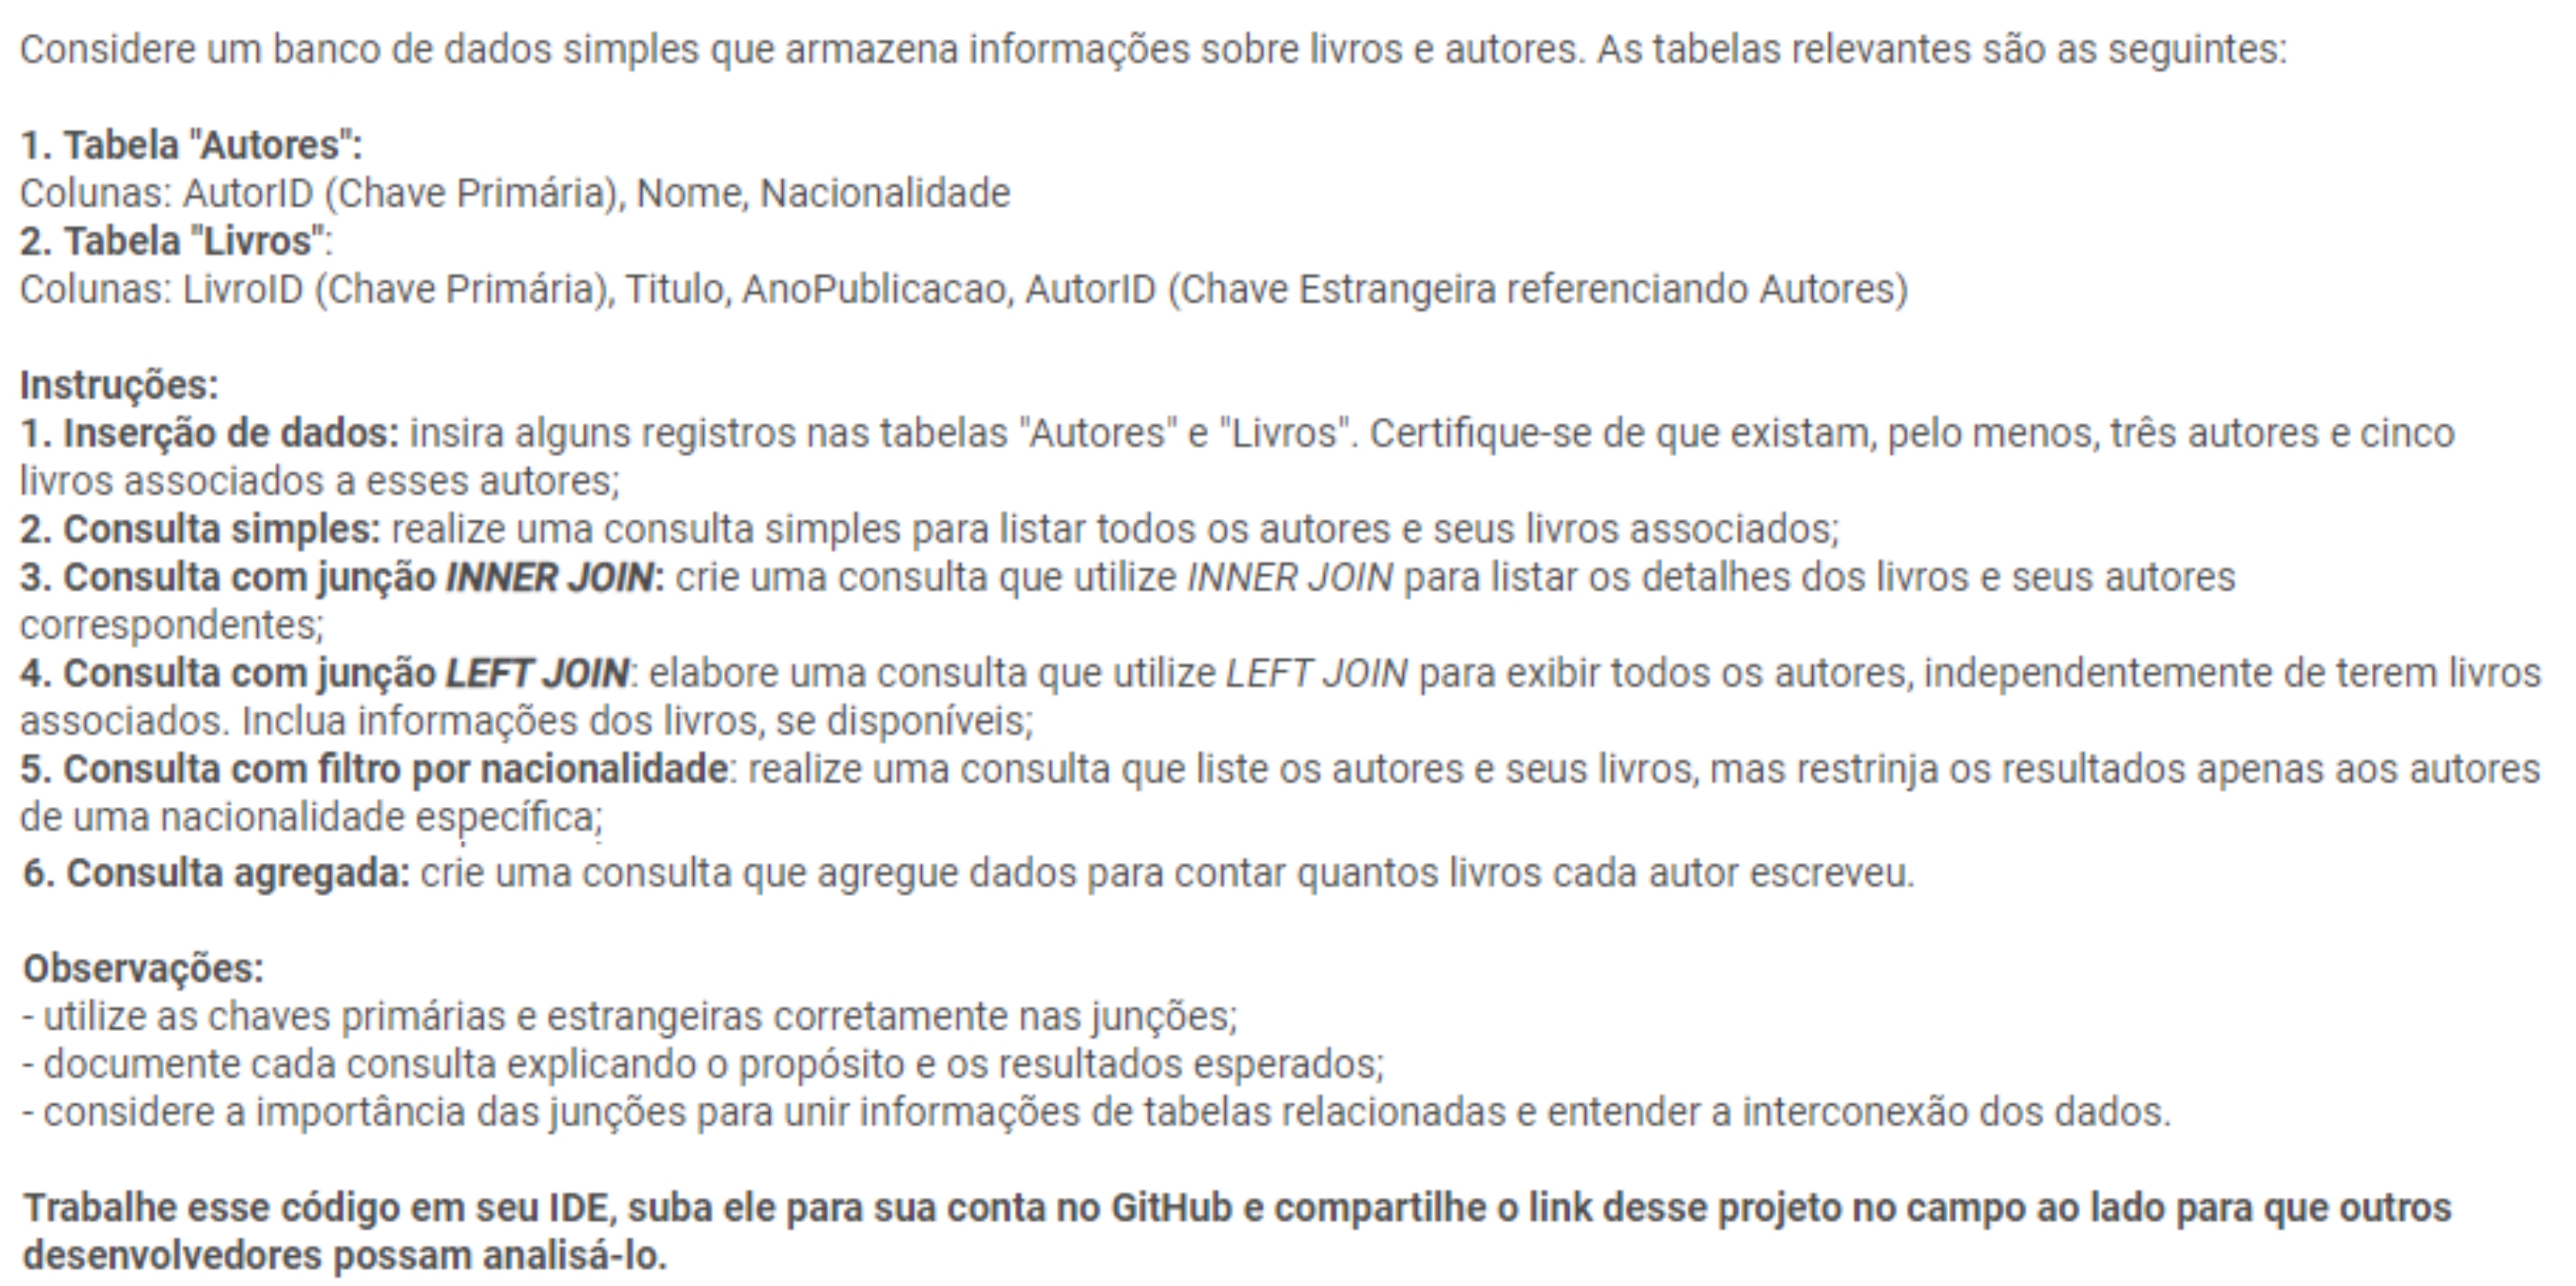 Considere um banco de dados simples que armazena informações sobre livros e autores. As tabelas relevantes são as seguintes:
1. Tabela "Autores":
Colunas: AutorID (Chave Primária), Nome, Nacionalidade
2. Tabela "Livros":
Colunas: LivroID (Chave Primária), Titulo, AnoPublicacao, AutorID (Chave Estrangeira referenciando Autores)
Instruções:
1. Inserção de dados: insira alguns registros nas tabelas "Autores" e "Livros". Certifique-se de que existam, pelo menos, três autores e cinco
livros associados a esses autores;
2. Consulta simples: realize uma consulta simples para listar todos os autores e seus livros associados;
3. Consulta com junção INNER JOIN: crie uma consulta que utilize INNER JOIN para listar os detalhes dos livros e seus autores
correspondentes;
4. Consulta com junção LEFT JOIN: elabore uma consulta que utilize LEFT JOIN para exibir todos os autores, independentemente de terem livros
associados. Inclua informações dos livros, se disponíveis;
5. Consulta com filtro por nacionalidade: realize uma consulta que liste os autores e seus livros, mas restrinja os resultados apenas aos autores
de uma nacionalidade específica;
6. Consulta agregada: crie uma consulta que agregue dados para contar quantos livros cada autor escreveu.
Observações:
- utilize as chaves primárias e estrangeiras corretamente nas junções;
- documente cada consulta explicando o propósito e os resultados esperados;
- considere a importância das junções para unir informações de tabelas relacionadas e entender a interconexão dos dados.
Trabalhe esse código em seu IDE, suba ele para sua conta no GitHub e compartilhe o link desse projeto no campo ao lado para que outros
desenvolvedores possam analisá-lo.